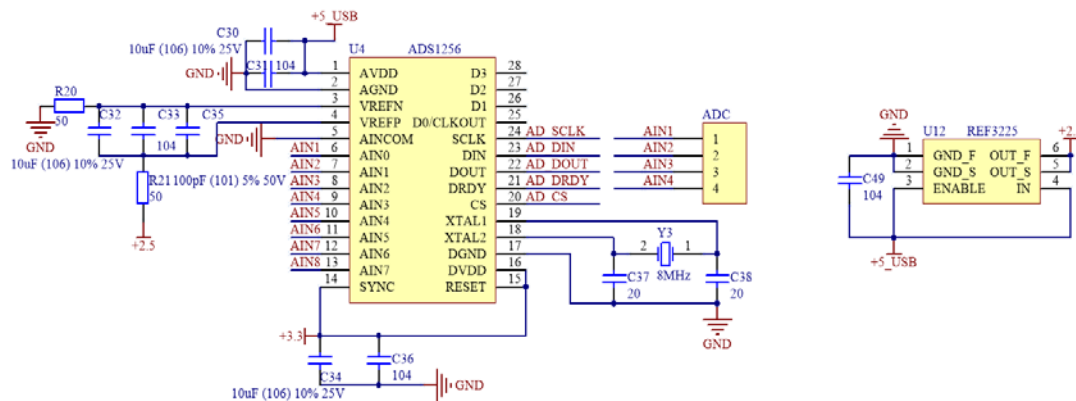 +5_USB
C30
10uF (106) 10% 25V
GND
C31 104
U4 ADS1256
1 AVDD D3 28
2 AGND D2 27
3 VREFN D1 26
4 VREFP D0/CLKOUT 25
5 AINCOM SCLK 24 AD_SCLK
AIN1 6 AIN0 DIN 23 AD_DIN
AIN2 7 AIN1 DOUT 22 AD_DOUT
AIN3 8 AIN2 DRDY 21 AD_DRDY
AIN4 9 AIN3 CS 20 AD_CS
AIN5 10 AIN4 XTAL1 19
AIN6 11 AIN5 XTAL2 18
AIN7 12 AIN6 DGND 17
AIN8 13 AIN7 DVDD 16
14 SYNC RESET 15
R20
50
GND
C32 C33 C35
GND
10uF (106) 10% 25V
R21 100pF (101) 5% 50V
50
+2.5
ADC
AIN1 1
AIN2 2
AIN3 3
AIN4 4
Y3
2 1
8MHz
C37
20
C38
20
GND
+3.3
C34
C36
104
GND
10uF (106) 10% 25V
GND
U12 REF3225
1 GND_F OUT_F 6
2 GND_S OUT_S 5
3 ENABLE IN 4
C49
104
+5_USB